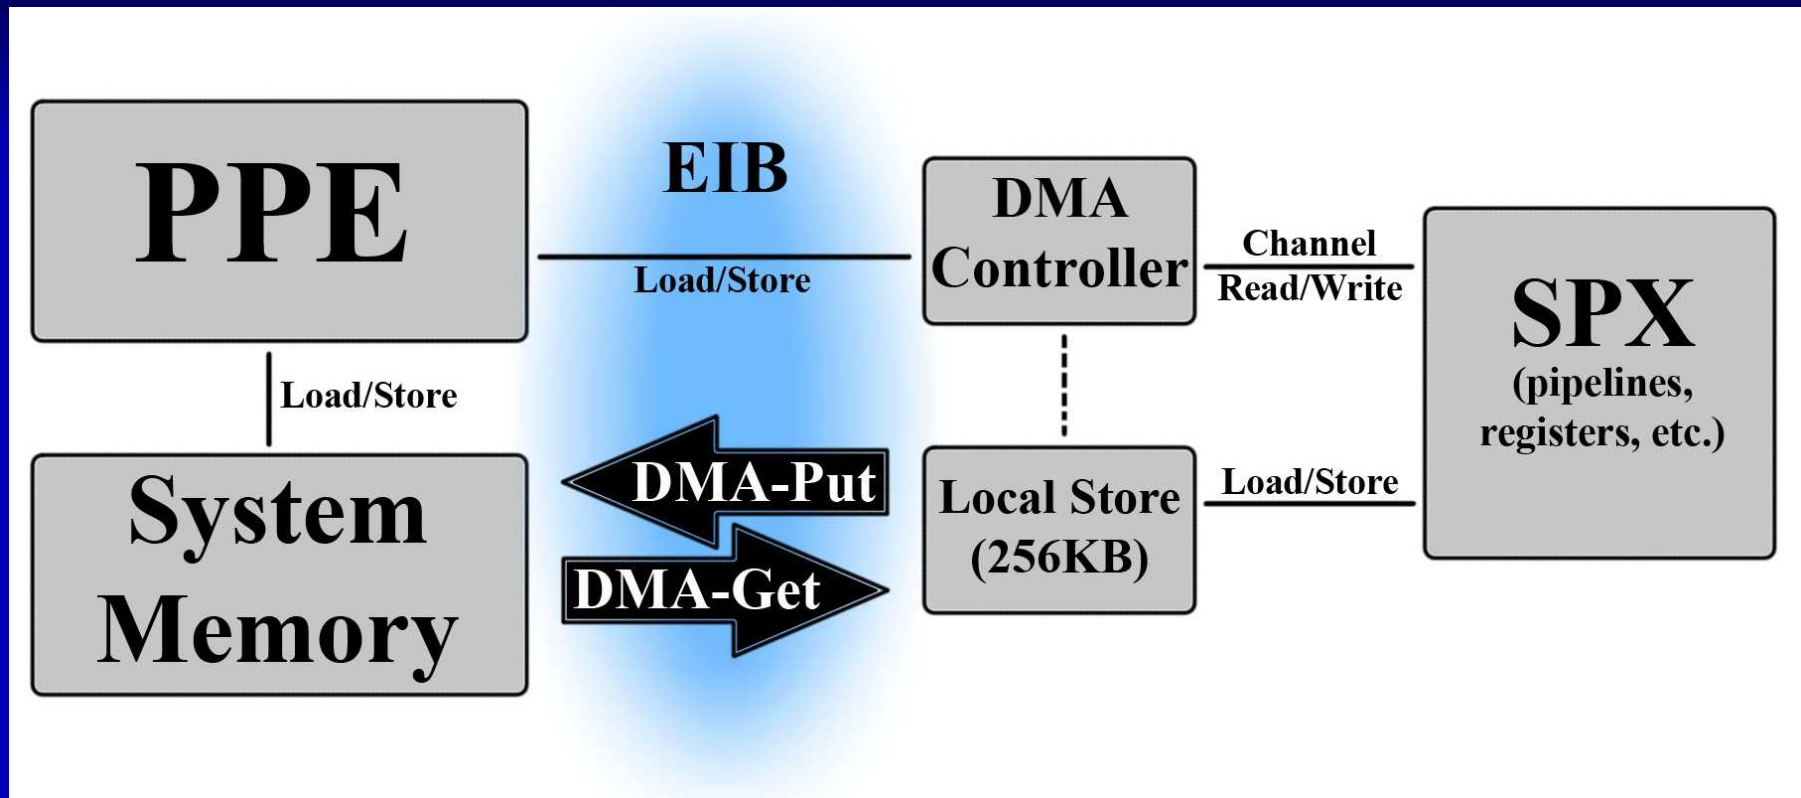 PPE
EIB
Load/Store
DMA
Controller
Channel
Read/Write
SPX
(pipelines,
registers, etc.)
Load/Store
System
Memory
DMA-Put
DMA-Get
Local Store
(256KB)
Load/Store